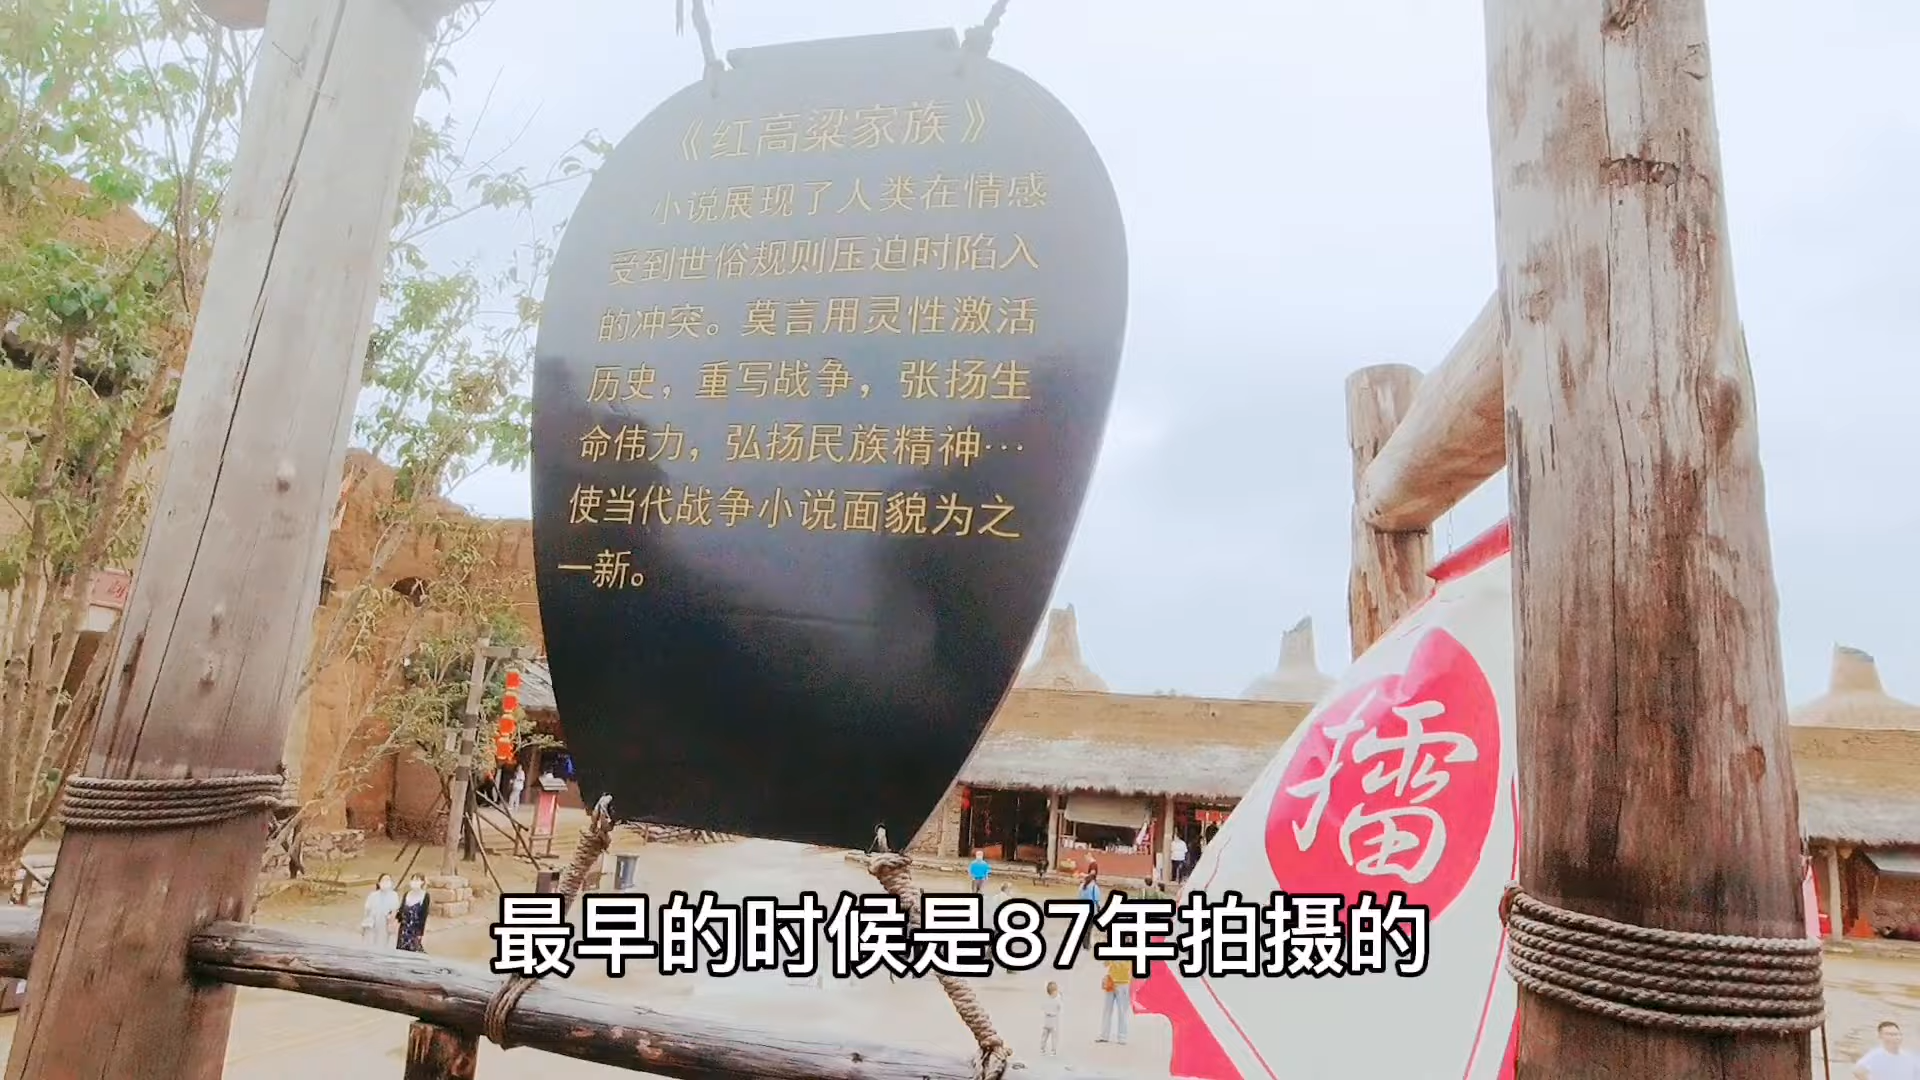 《红高粱家族》
小说展现了人类在情感
受到世俗规则压迫时陷入
的冲突。莫言用灵性激活
历史，重写战争，张扬生
命伟力，弘扬民族精神…
使当代战争小说面貌为之
一新。
擂
最早的时候是87年拍摄的